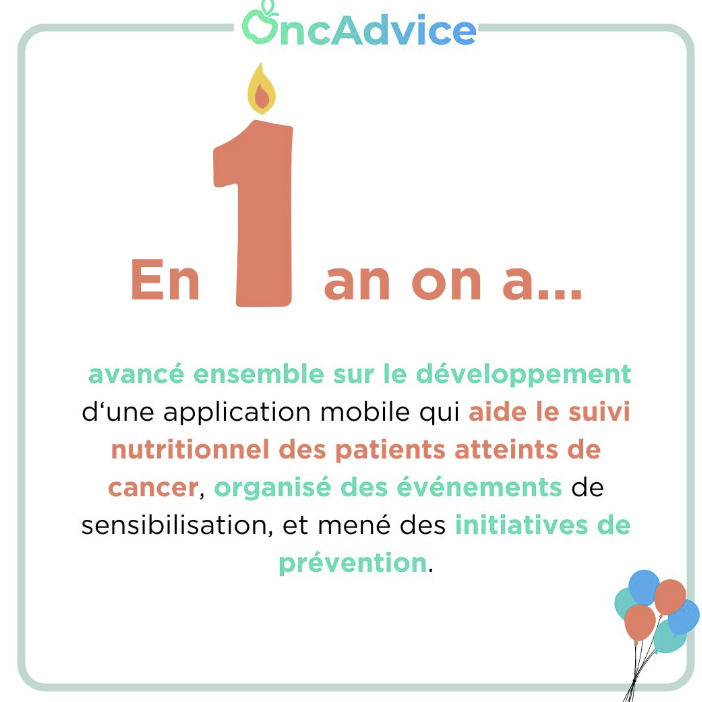 OncAdvice
En 1 an on a...
avancé ensemble sur le développement
d‘une application mobile qui aide le suivi
nutritionnel des patients atteints de
cancer, organisé des événements de
sensibilisation, et mené des initiatives de
prévention.